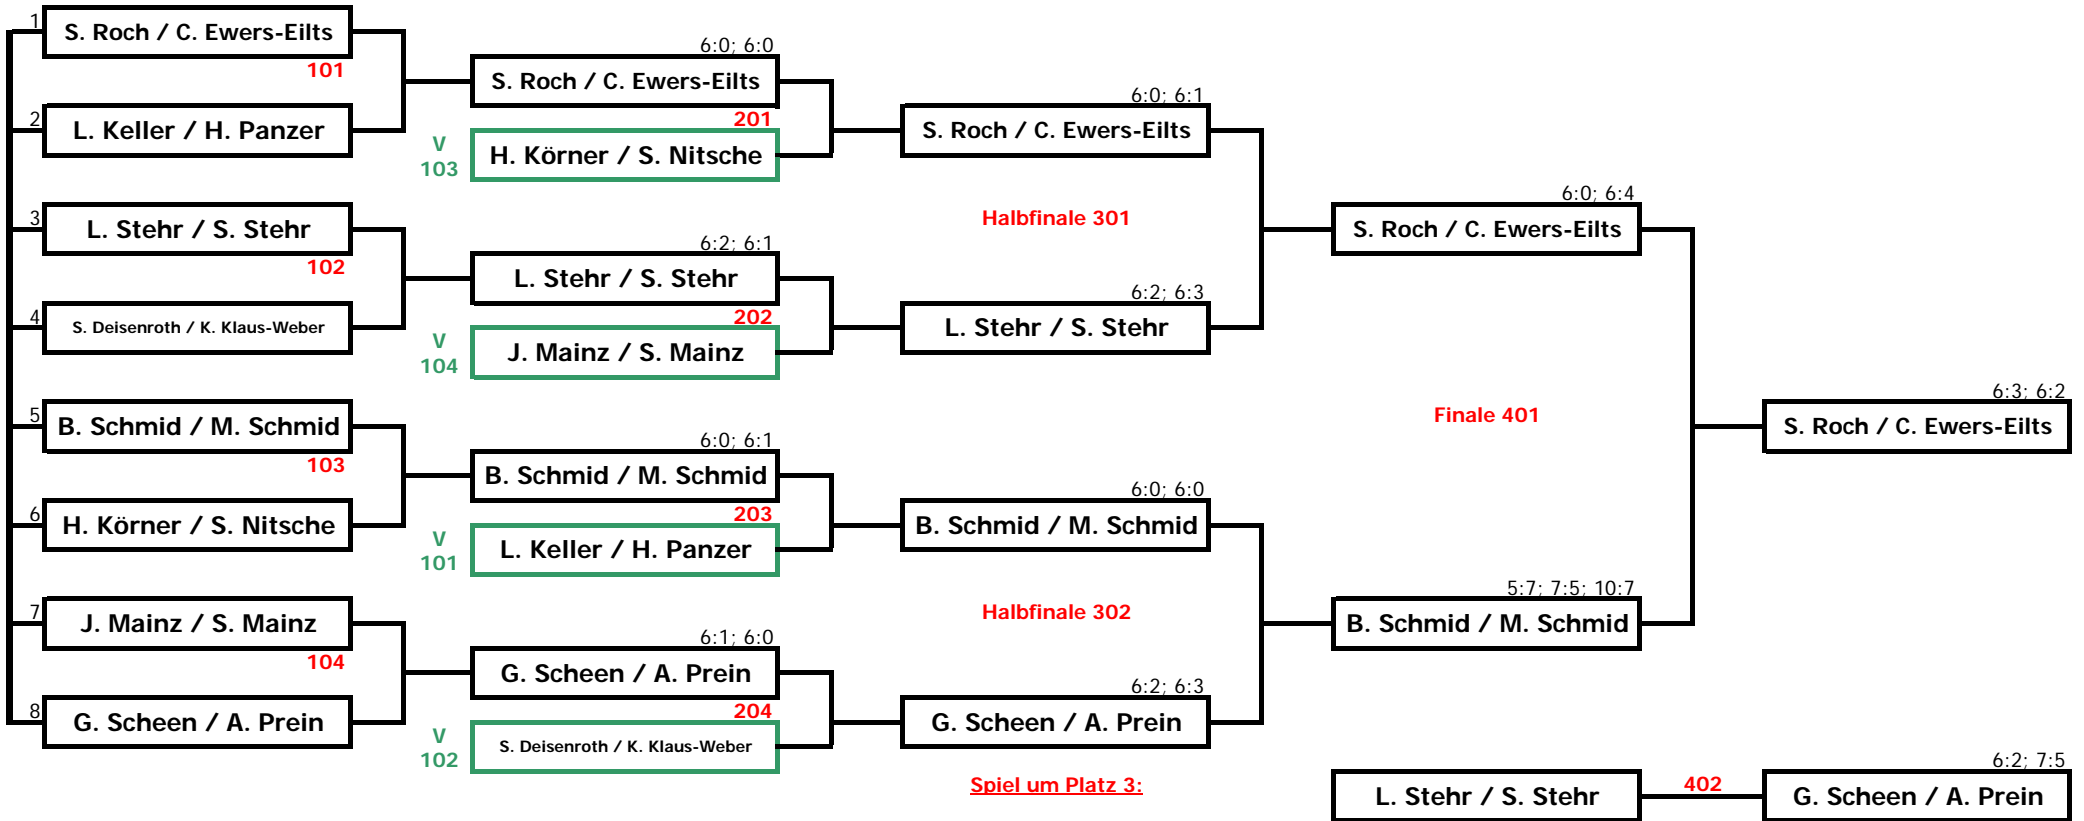 1
S. Roch / C. Ewers-Eilts
101
2
L. Keller / H. Panzer
3
L. Stehr / S. Stehr
102
4
S. Deisenroth / K. Klaus-Weber
5
B. Schmid / M. Schmid
103
6
H. Körner / S. Nitsche
7
J. Mainz / S. Mainz
104
8
G. Scheen / A. Prein
6:0; 6:0
S. Roch / C. Ewers-Eilts
201
V
103
H. Körner / S. Nitsche
6:2; 6:1
L. Stehr / S. Stehr
202
V
104
J. Mainz / S. Mainz
6:0; 6:1
B. Schmid / M. Schmid
203
V
101
L. Keller / H. Panzer
6:1; 6:0
G. Scheen / A. Prein
204
V
102
S. Deisenroth / K. Klaus-Weber
6:0; 6:1
S. Roch / C. Ewers-Eilts
Halbfinale 301
6:2; 6:3
L. Stehr / S. Stehr
6:0; 6:0
B. Schmid / M. Schmid
Halbfinale 302
6:2; 6:3
G. Scheen / A. Prein
6:0; 6:4
S. Roch / C. Ewers-Eilts
Finale 401
5:7; 7:5; 10:7
B. Schmid / M. Schmid
6:3; 6:2
S. Roch / C. Ewers-Eilts
Spiel um Platz 3:
L. Stehr / S. Stehr
402
6:2; 7:5
G. Scheen / A. Prein